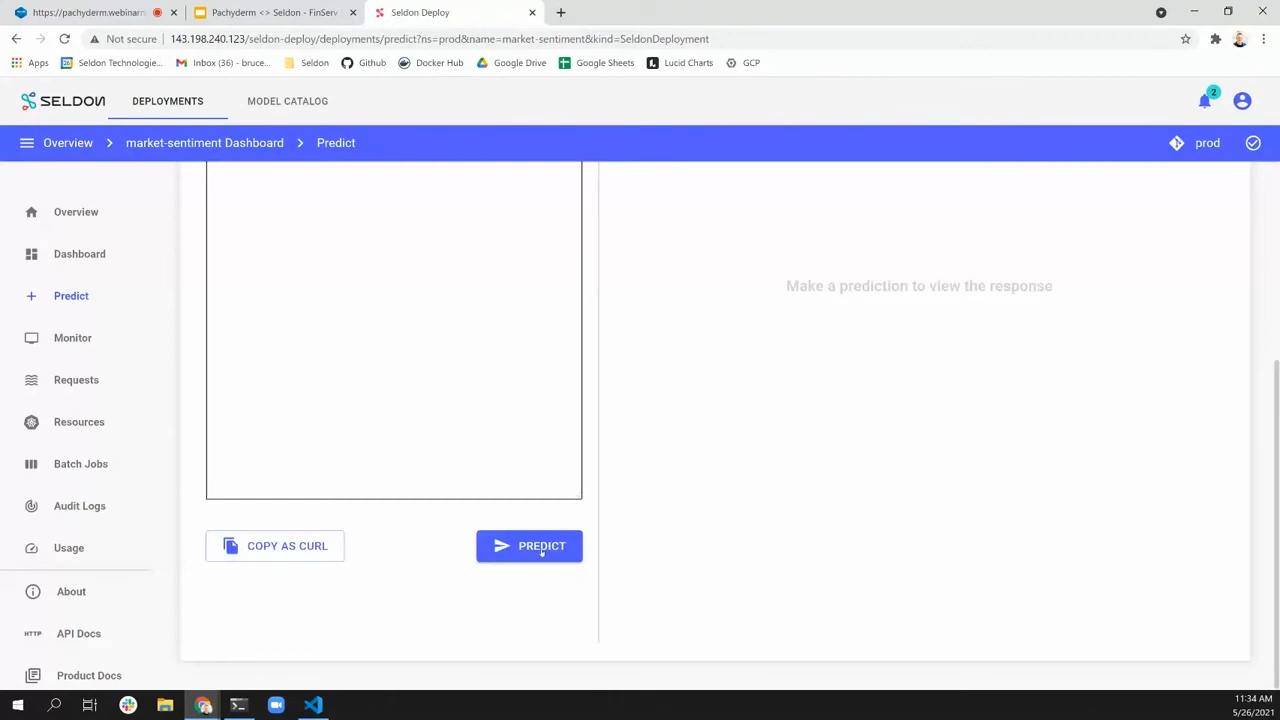 https://pachyderm.webinarn
Pachyderm <> Seldon - FinServ
Seldon Deploy
Not secure
143.198.240.123/seldon-deploy/deployments/predict?ns=prod&name=market-sentiment&kind=SeldonDeployment
Apps
Seldon Technologie...
Inbox (36) - bruce...
Seldon
Github
Docker Hub
Google Drive
Google Sheets
Lucid Charts
GCP
SELDON
DEPLOYMENTS
MODEL CATALOG
2
Overview
market-sentiment Dashboard
Predict
prod
Overview
Dashboard
Predict
Monitor
Requests
Resources
Batch Jobs
Audit Logs
Usage
About
HTTP
API Docs
Product Docs
Make a prediction to view the response
COPY AS CURL
PREDICT
11:34 AM
5/26/2021